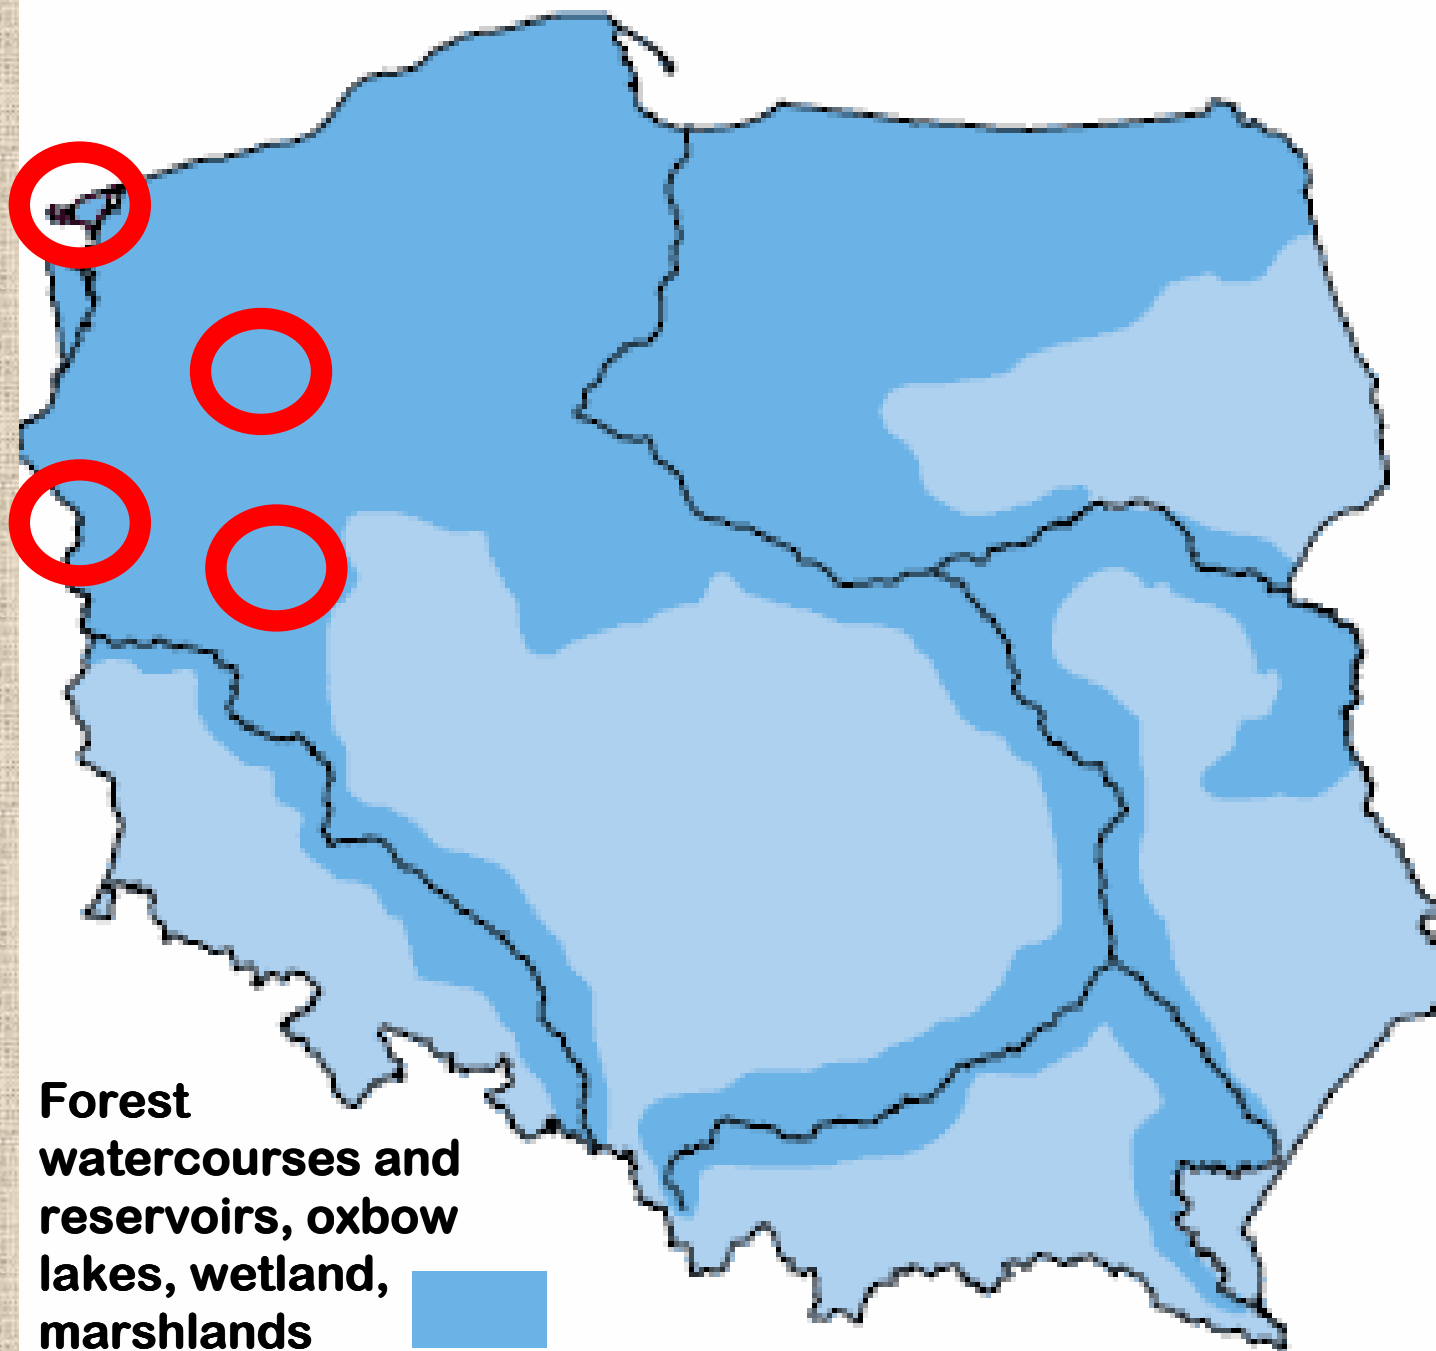 Forest
watercourses and
reservoirs, oxbow
lakes, wetland,
marshlands